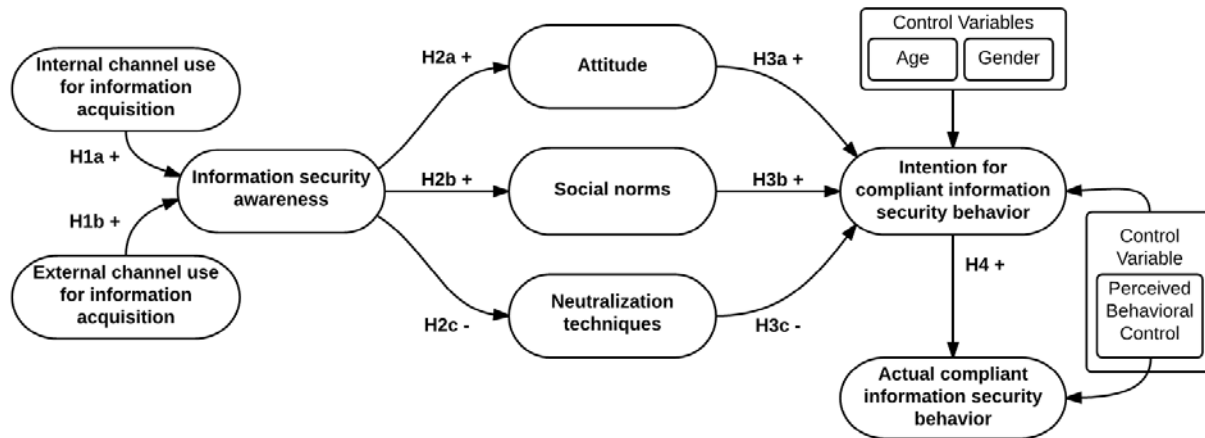 Internal channel use
for information
acquisition
H1a +
H1b +
External channel use
for information
acquisition
Information security
awareness
H2a +
H2b +
H2c -
Attitude
Social norms
Neutralization
techniques
H3a +
H3b +
H3c -
Control Variables
Age
Gender
Intention for
compliant information
security behavior
H4 +
Control
Variable
Perceived
Behavioral
Control
Actual compliant
information security
behavior